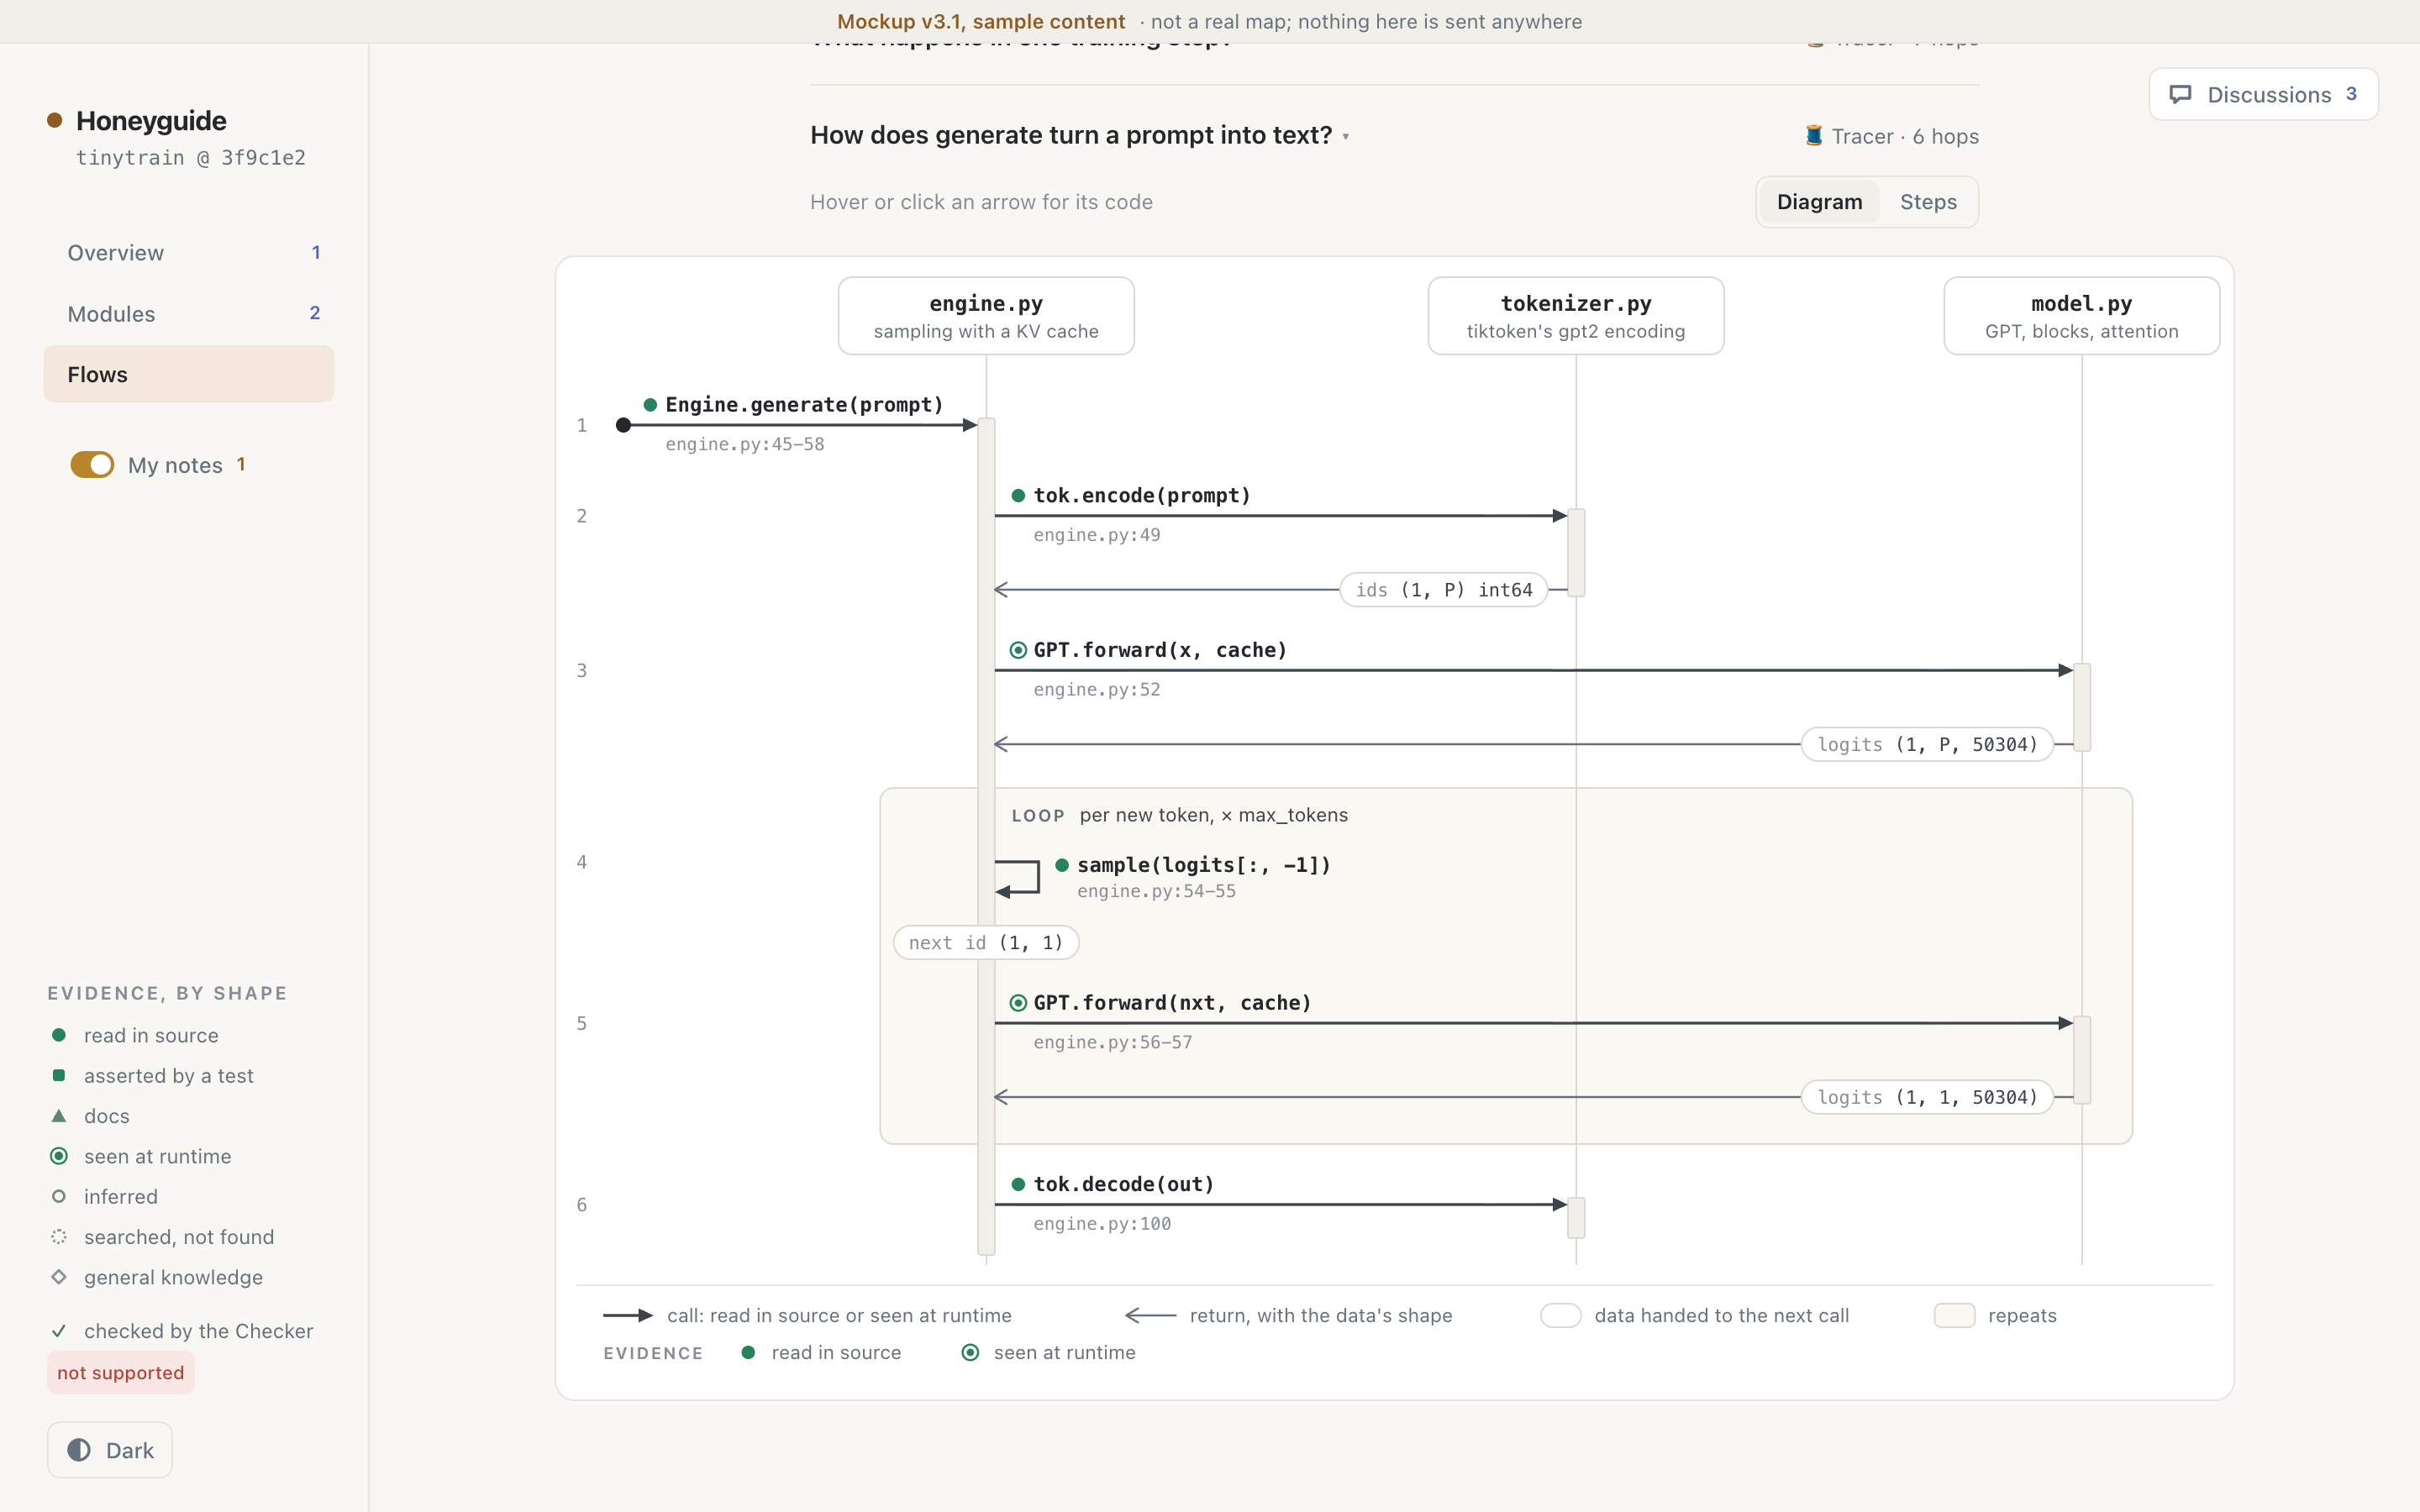 Mockup v3.1, sample content · not a real map; nothing here is sent anywhere
What happens in one training step?
Tracer · 7 hops
Honeyguide
tinytrain @ 3f9c1e2
Overview 1
Modules 2
Flows
My notes 1
Discussions 3
How does generate turn a prompt into text?
Tracer · 6 hops
Hover or click an arrow for its code
Diagram Steps
engine.py
sampling with a KV cache
tokenizer.py
tiktoken's gpt2 encoding
model.py
GPT, blocks, attention
1
Engine.generate(prompt)
engine.py:45–58
2
tok.encode(prompt)
engine.py:49
ids (1, P) int64
3
GPT.forward(x, cache)
engine.py:52
logits (1, P, 50304)
LOOP per new token, × max_tokens
4
sample(logits[:, −1])
engine.py:54–55
next id (1, 1)
5
GPT.forward(nxt, cache)
engine.py:56–57
logits (1, 1, 50304)
6
tok.decode(out)
engine.py:100
call: read in source or seen at runtime
return, with the data's shape
data handed to the next call
repeats
EVIDENCE read in source seen at runtime
EVIDENCE, BY SHAPE
read in source
asserted by a test
docs
seen at runtime
inferred
searched, not found
general knowledge
checked by the Checker
not supported
Dark